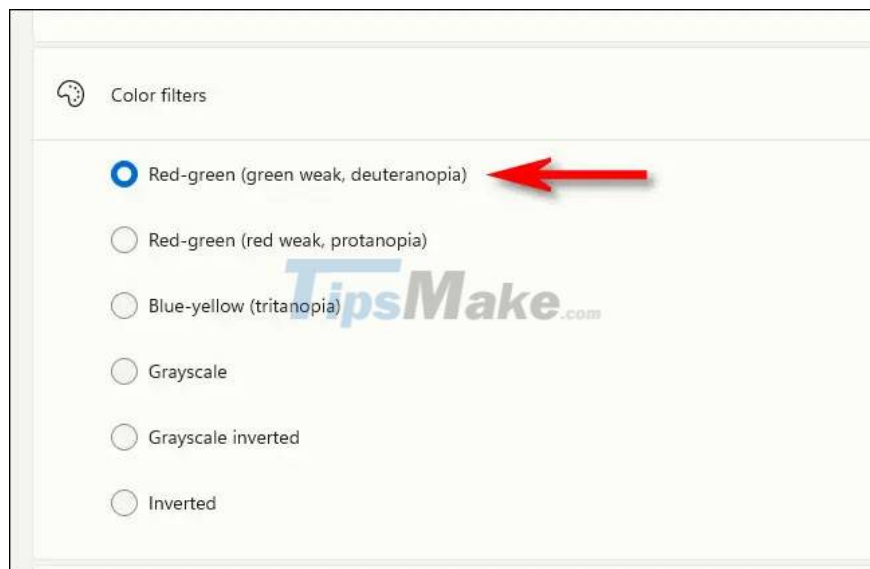 Color filters
Red-green (green weak, deuteranopia)
Red-green (red weak, protanopia)
Blue-yellow (tritanopia)
TipsMake.com
Grayscale
Grayscale inverted
Inverted